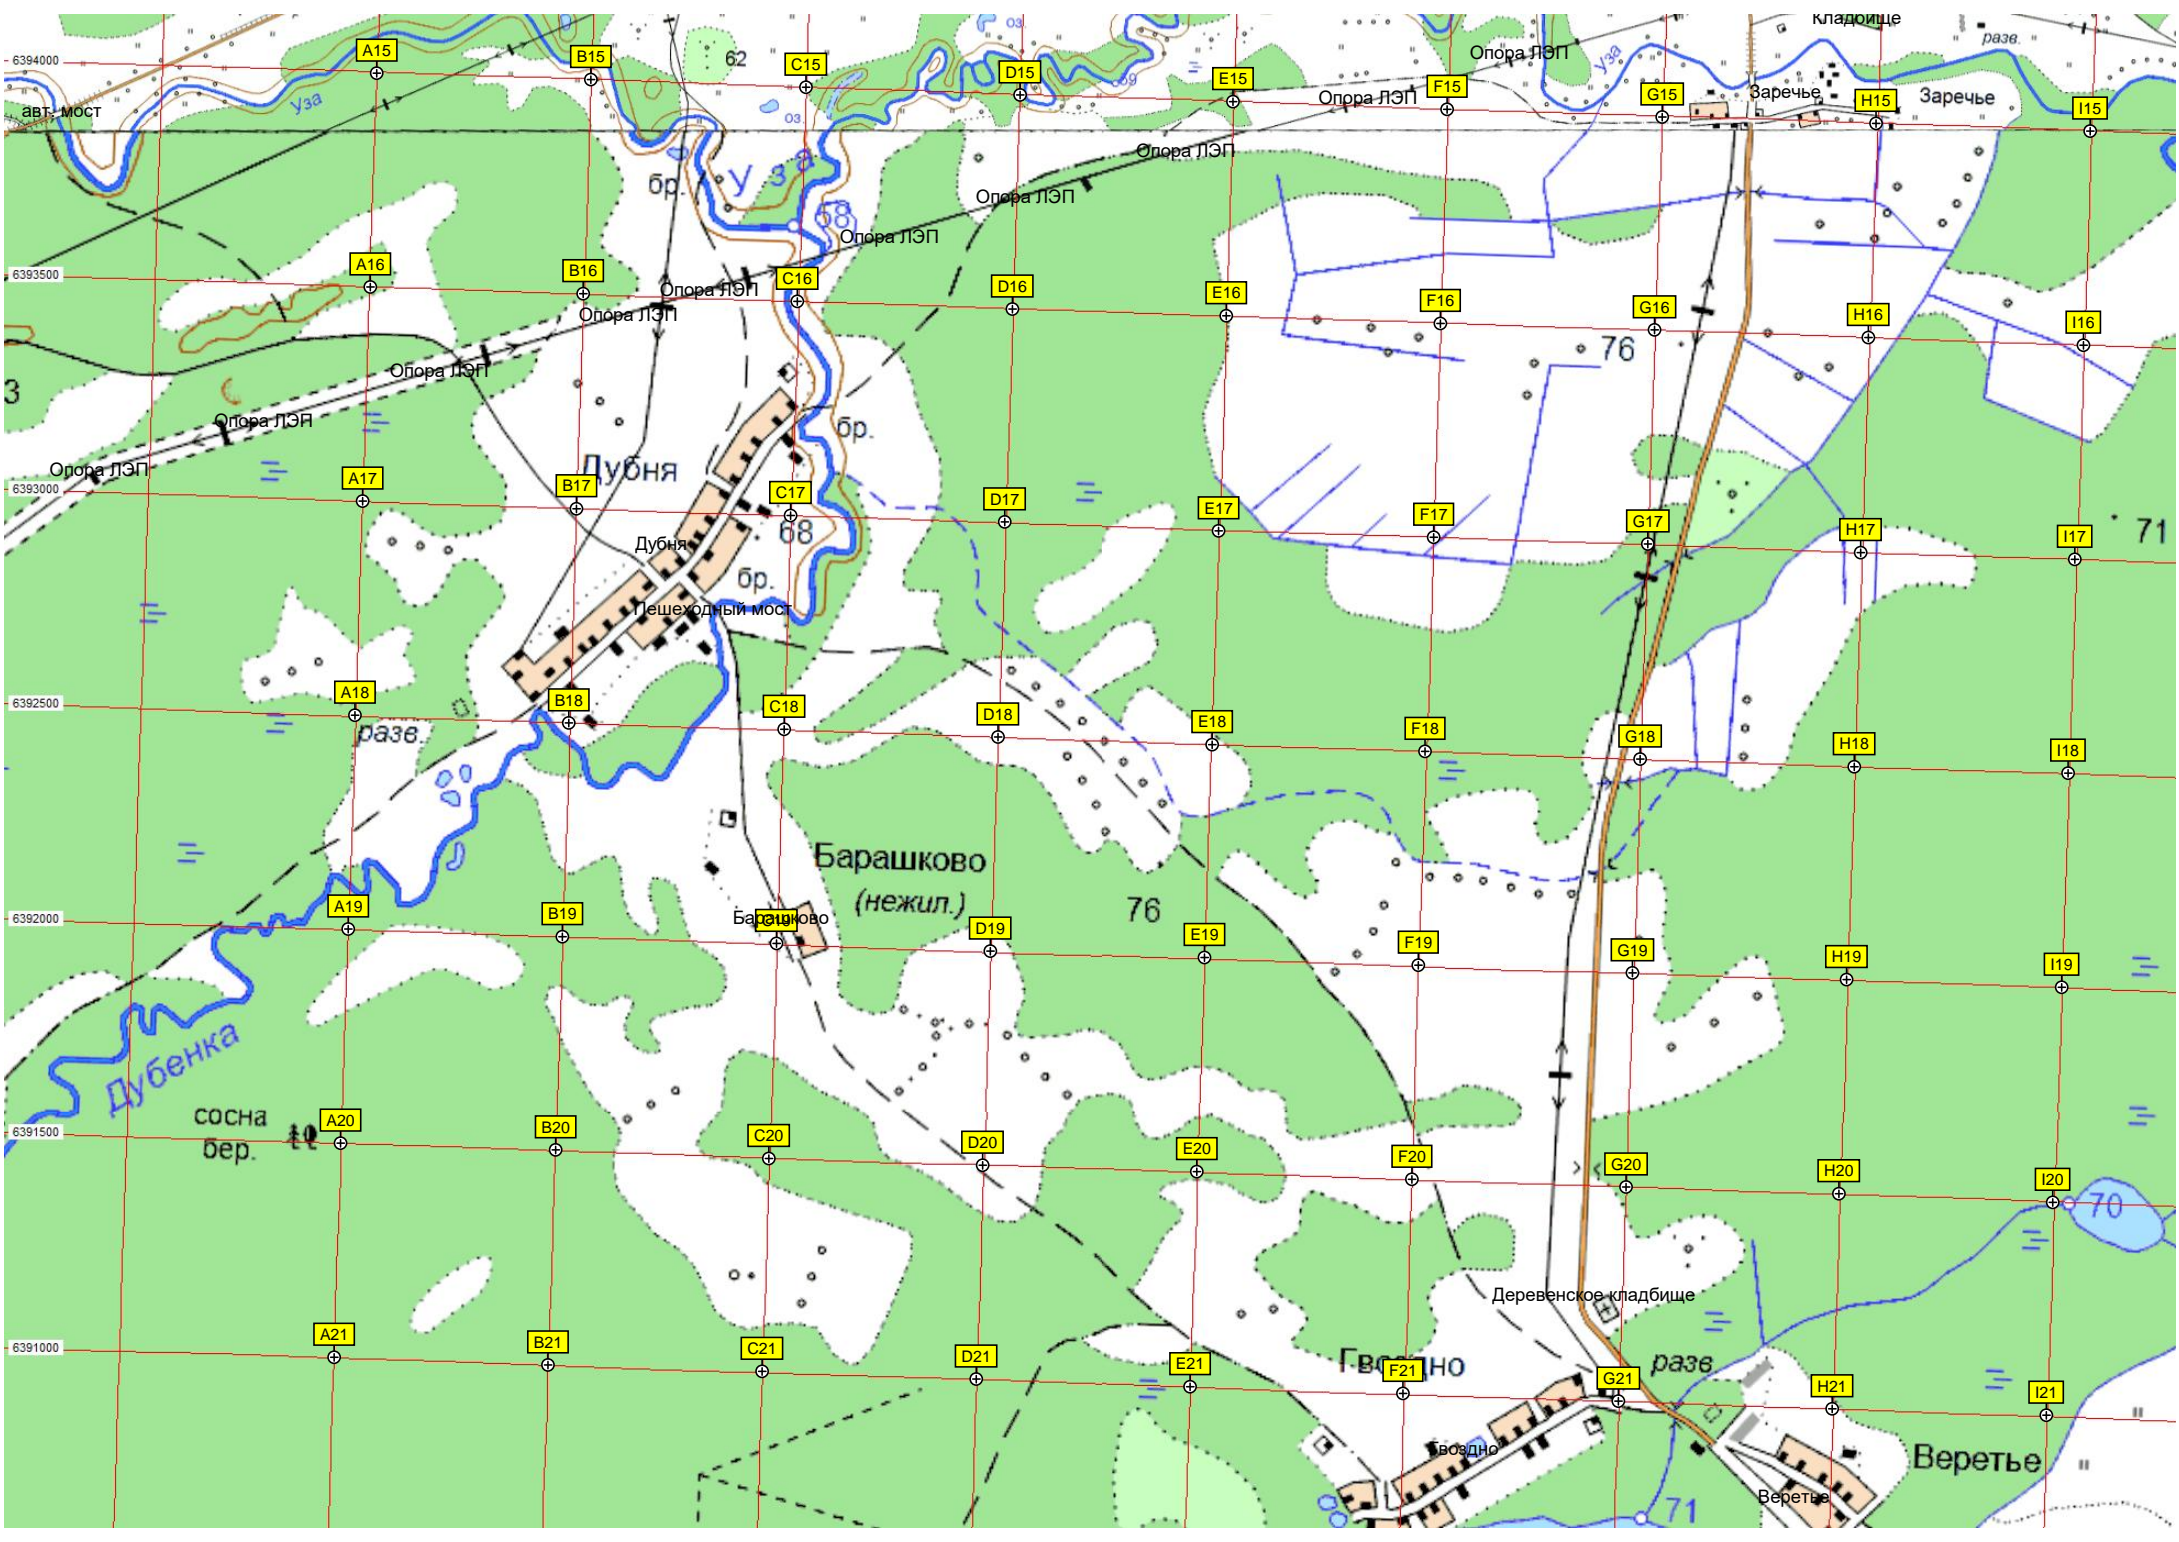 Кладбище
оз
разв.
Опора ЛЭП
6394000
A15
B15
62
C15
D15
59
E15
Уза
F15
G15
Заречье
H15
Заречье
I15
авт. мост
Уза
оз.
Опора ЛЭП
Опора ЛЭП
бр.
Уза
58
Опора ЛЭП
Опора ЛЭП
6393500
A16
B16
C16
D16
E16
F16
G16
H16
I16
Опора ЛЭП
Опора ЛЭП
76
Опора ЛЭП
3
Опора ЛЭП
бр.
Опора ЛЭП
Дубня
6393000
A17
B17
C17
D17
E17
F17
G17
H17
I17
68
71
Дубня
бр.
Пешеходный мост
6392500
A18
B18
C18
D18
E18
F18
G18
H18
I18
разв.
Барашково
(нежил.)
76
6392000
A19
B19
Барашково
D19
E19
F19
G19
H19
I19
Дубенка
сосна
бер.
6391500
A20
B20
C20
D20
E20
F20
G20
H20
I20
70
Деревенское кладбище
6391000
A21
B21
C21
D21
E21
Гвоздно
F21
разв
G21
H21
I21
Гвоздно
Веретье
Веретье
71